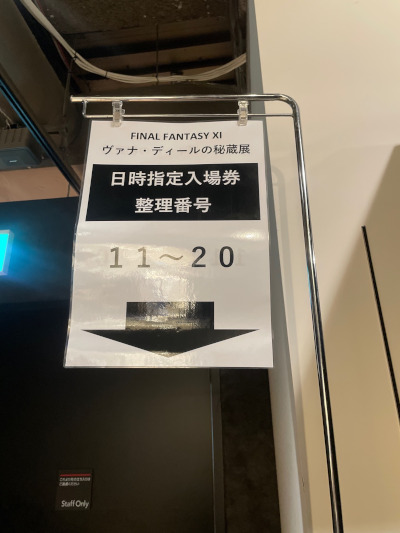 FINAL FANTASY XI
ヴァナ・ディールの秘蔵展
日時指定入場券
整理番号
11～20
Staff Only